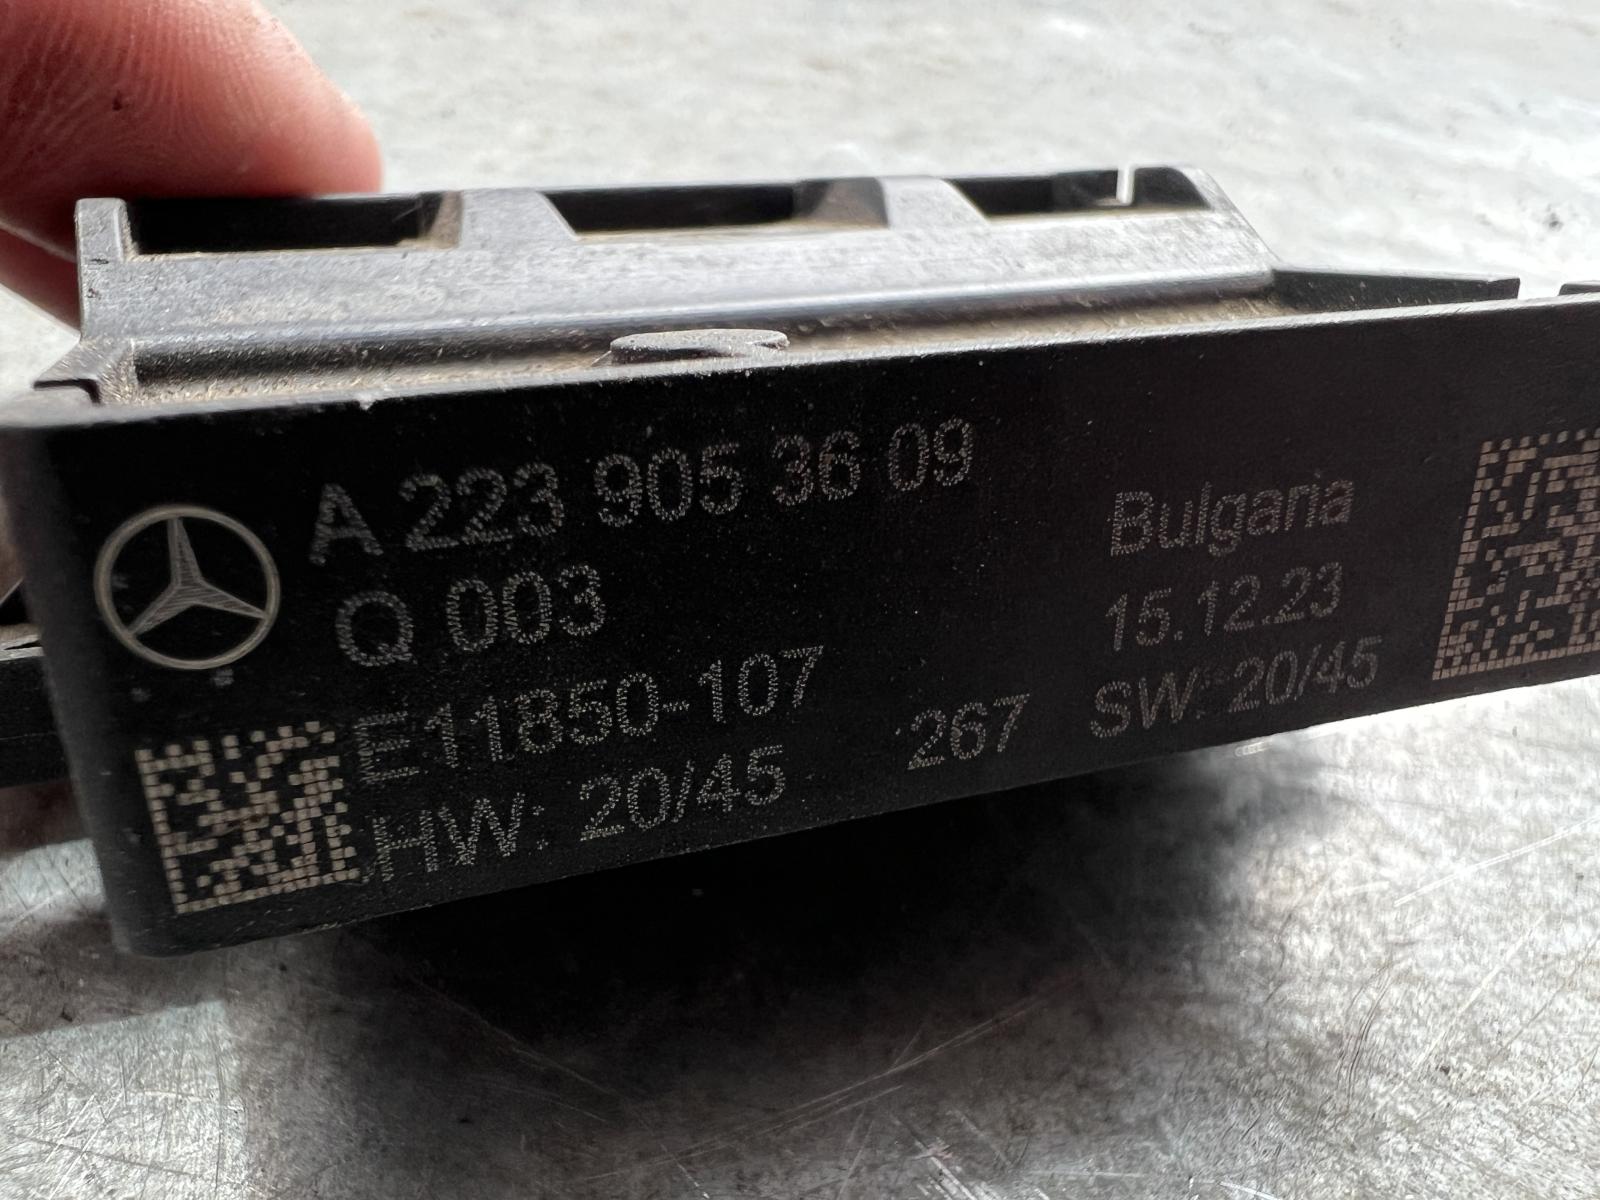 A 223 905 36 09
Q 003
E11850-107
HW: 20/45
267
Bulgaria
15.12.23
SW: 20/45